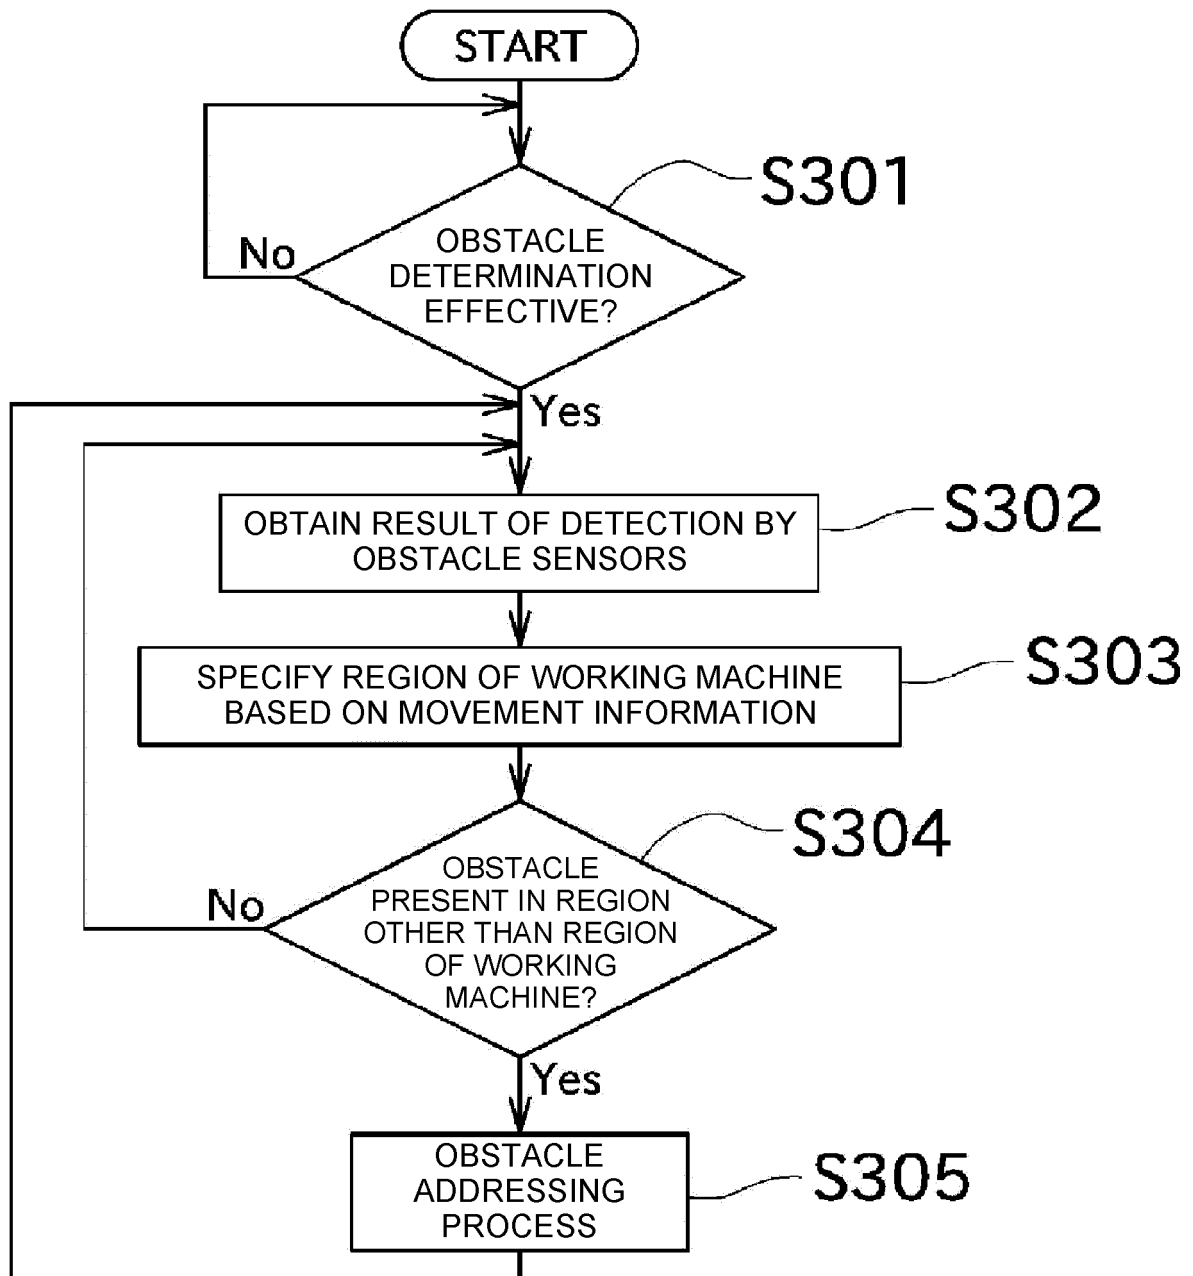 START
S301
No
OBSTACLE
DETERMINATION
EFFECTIVE?
Yes
S302
OBTAIN RESULT OF DETECTION BY
OBSTACLE SENSORS
S303
SPECIFY REGION OF WORKING MACHINE
BASED ON MOVEMENT INFORMATION
S304
No
OBSTACLE
PRESENT IN REGION
OTHER THAN REGION
OF WORKING
MACHINE?
Yes
OBSTACLE
ADDRESSING
PROCESS
S305